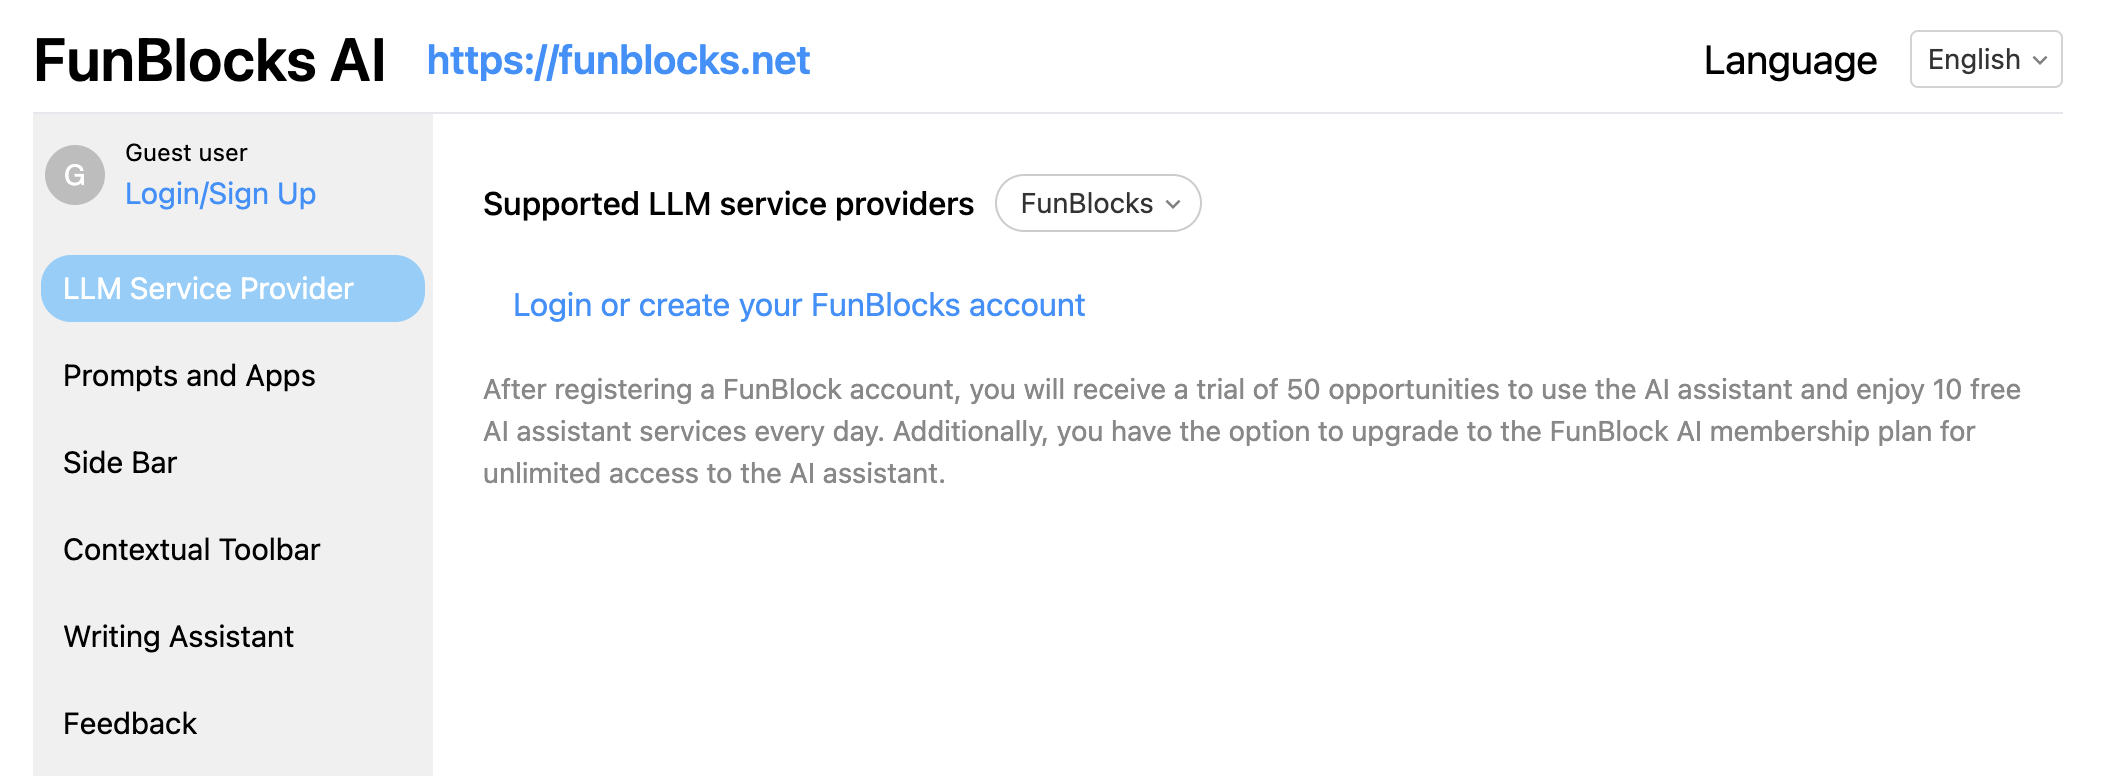 FunBlocks AI https://funblocks.net Language English
G
Guest user
Login/Sign Up
LLM Service Provider
Prompts and Apps
Side Bar
Contextual Toolbar
Writing Assistant
Feedback
Supported LLM service providers FunBlocks
Login or create your FunBlocks account
After registering a FunBlock account, you will receive a trial of 50 opportunities to use the AI assistant and enjoy 10 free
AI assistant services every day. Additionally, you have the option to upgrade to the FunBlock AI membership plan for
unlimited access to the AI assistant.